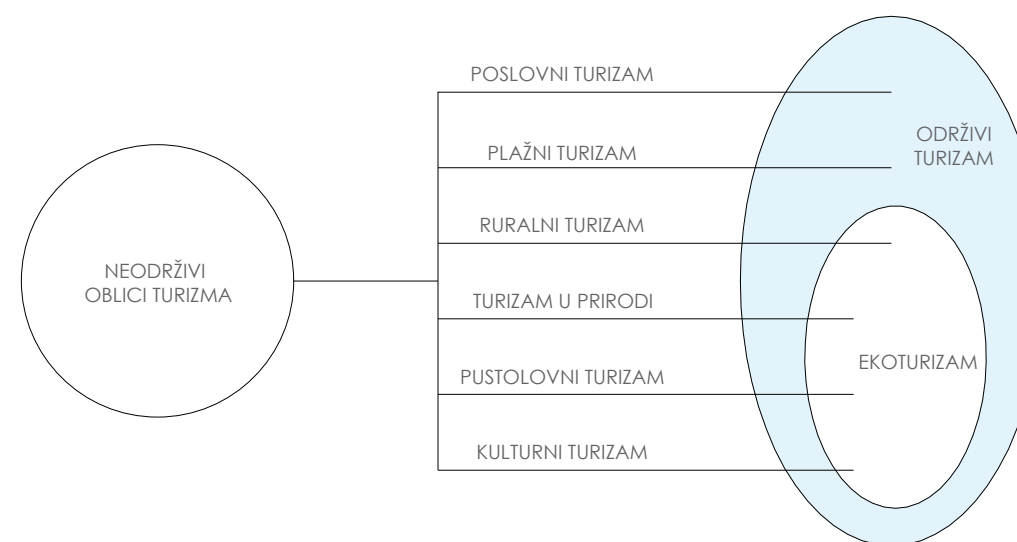 POSLOVNI TURIZAM
PLAŽNI TURIZAM
RURALNI TURIZAM
TURIZAM U PRIRODI
PUSTOLOVNI TURIZAM
KULTURNI TURIZAM
NEODRŽIVI
OBLICI TURIZMA
ODRŽIVI
TURIZAM
EKOTURIZAM